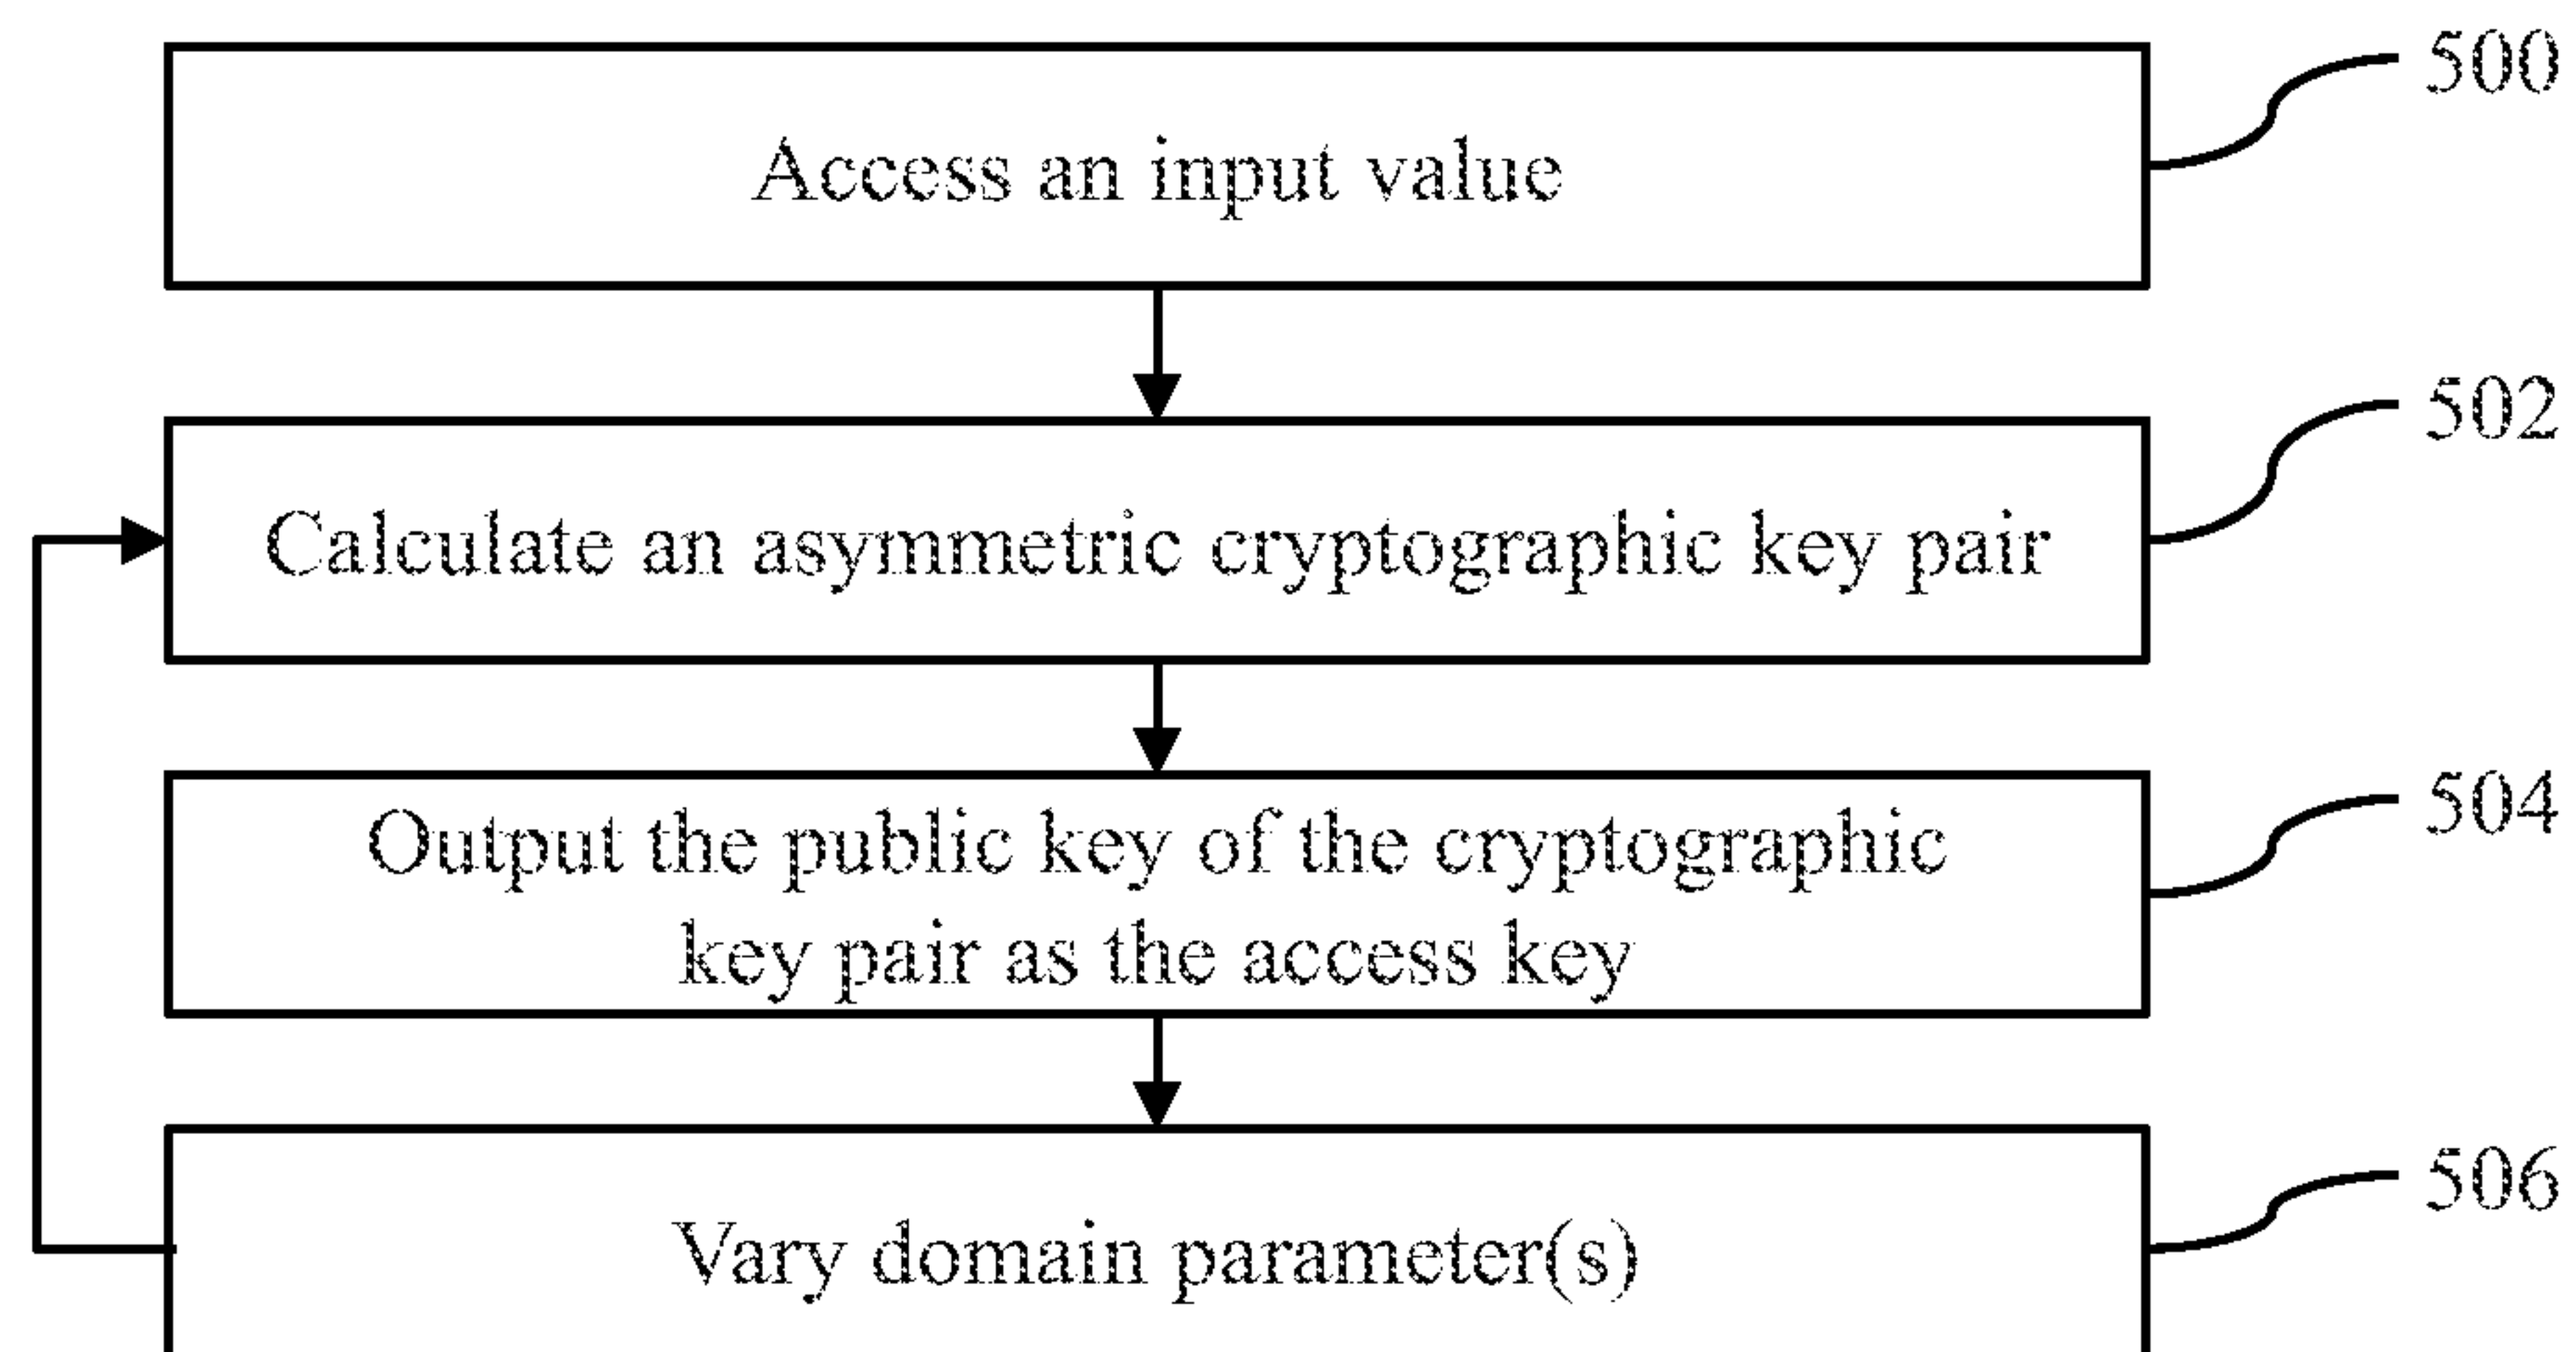 500
Access an input value
502
Calculate an asymmetric cryptographic key pair
504
Output the public key of the cryptographic
key pair as the access key
506
Vary domain parameter(s)